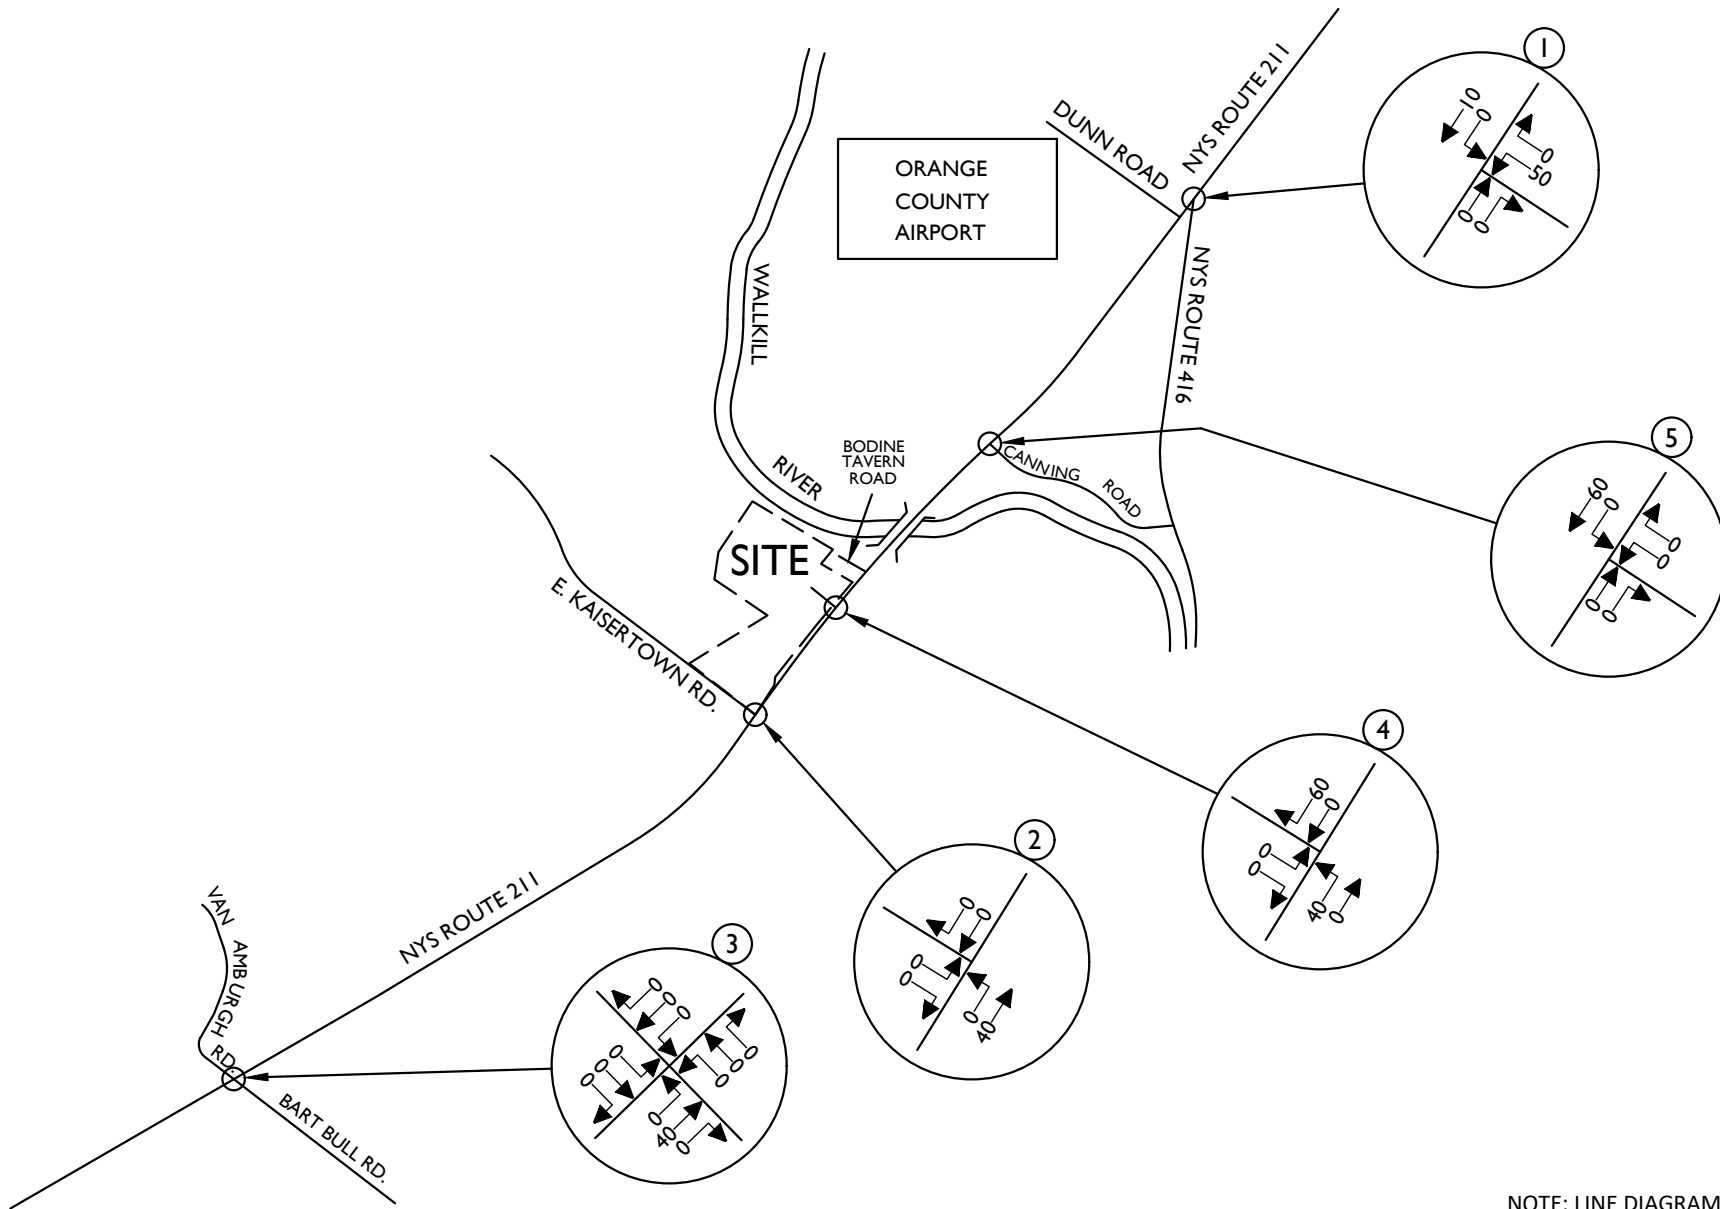 1
NYS ROUTE 211
DUNN ROAD
10
0
0
50
0
0
ORANGE
COUNTY
AIRPORT
NYS ROUTE 416
WALLKILL
RIVER
BODINE
TAVERN
ROAD
CANNING ROAD
5
60
0
0
0
0
0
SITE
E. KAISERTOWN RD.
4
60
0
0
0
40
0
2
0
0
0
0
0
40
NYS ROUTE 211
VAN AMBURGH RD.
BART BULL RD.
3
0
0
0
0
0
0
0
0
0
0
40
0
NOTE: LINE DIAGRAM